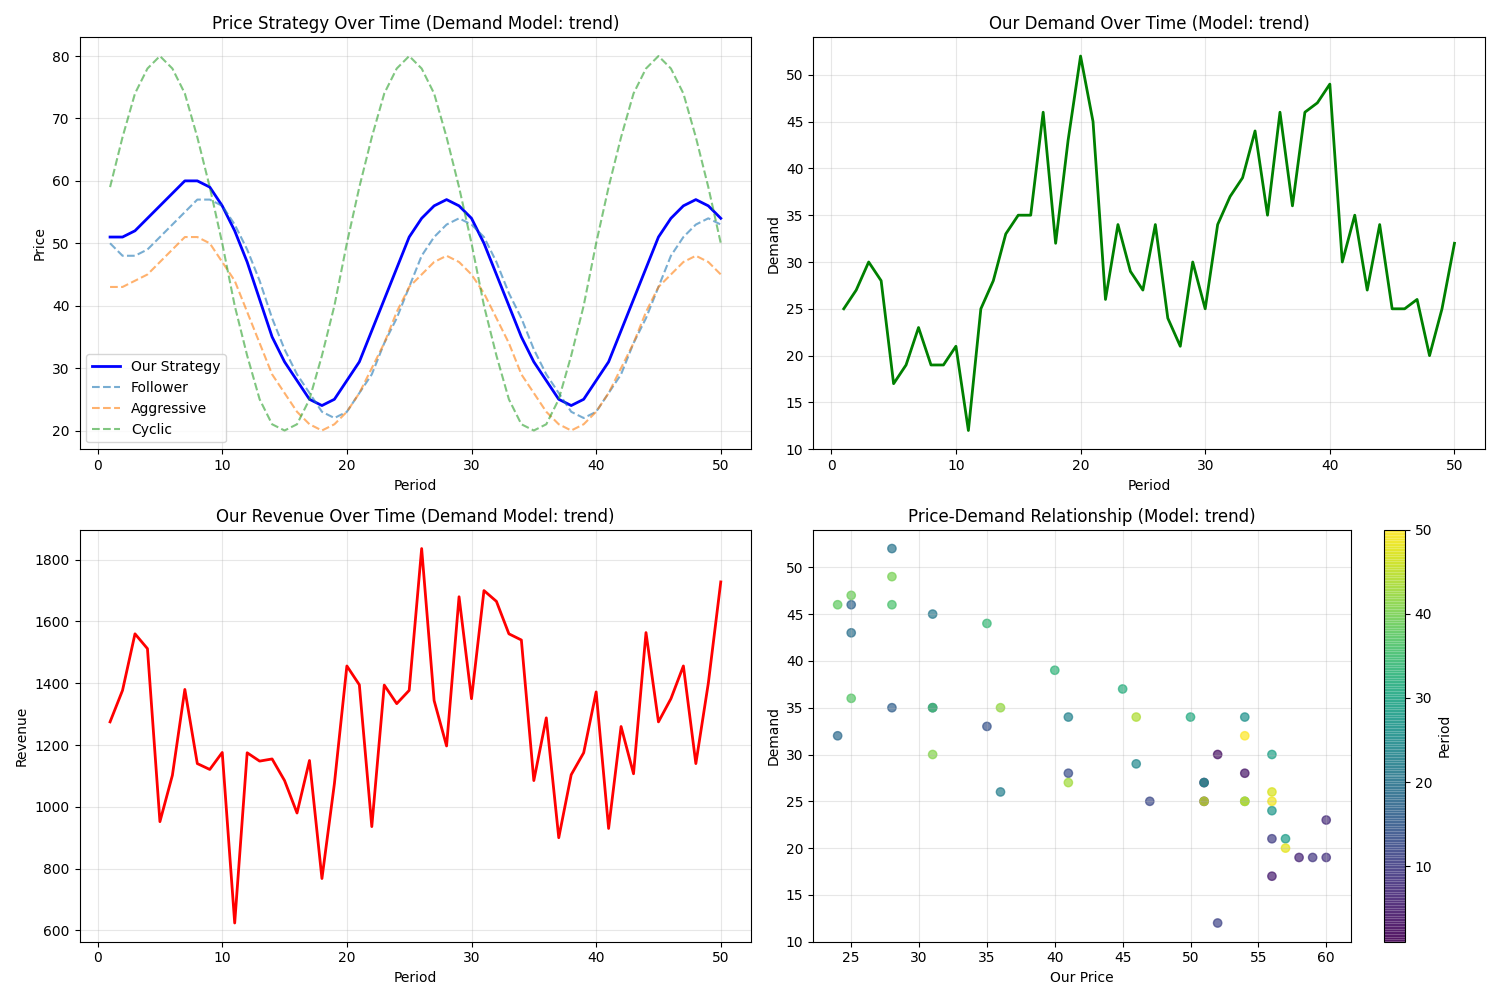 Price Strategy Over Time (Demand Model: trend)
Price
80
70
60
50
40
30
20
Our Strategy
Follower
Aggressive
Cyclic
0 10 20 30 40 50
Period
Our Demand Over Time (Model: trend)
Demand
50
45
40
35
30
25
20
15
10
0 10 20 30 40 50
Period
Our Revenue Over Time (Demand Model: trend)
Revenue
1800
1600
1400
1200
1000
800
600
0 10 20 30 40 50
Period
Price-Demand Relationship (Model: trend)
Demand
50
45
40
35
30
25
20
15
10
25 30 35 40 45 50 55 60
Our Price
50
40
30
20
10
Period